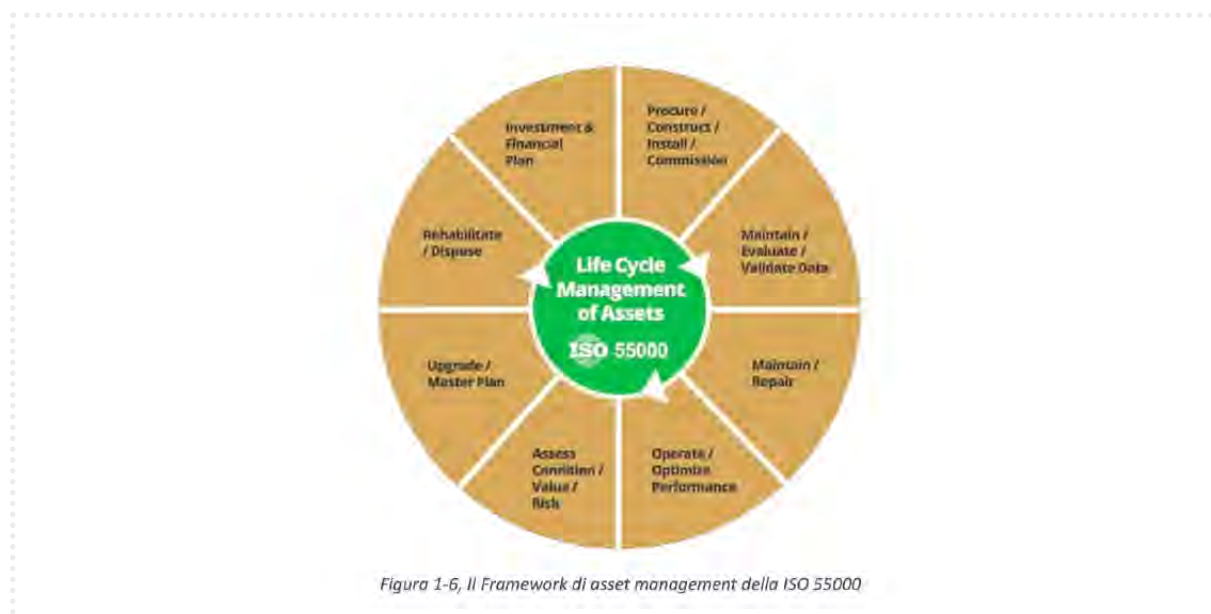 Investment &
Financial
Plan
Procure /
Construct /
Install /
Commission
Maintain /
Evaluate /
Validate Data
Maintain /
Repair
Operate /
Optimize
Performance
Assess
Condition /
Value /
Risk
Upgrade /
Master Plan
Rehabilitate
/ Dispose
Life Cycle
Management
of Assets
ISO 55000
Figura 1-6, Il Framework di asset management della ISO 55000